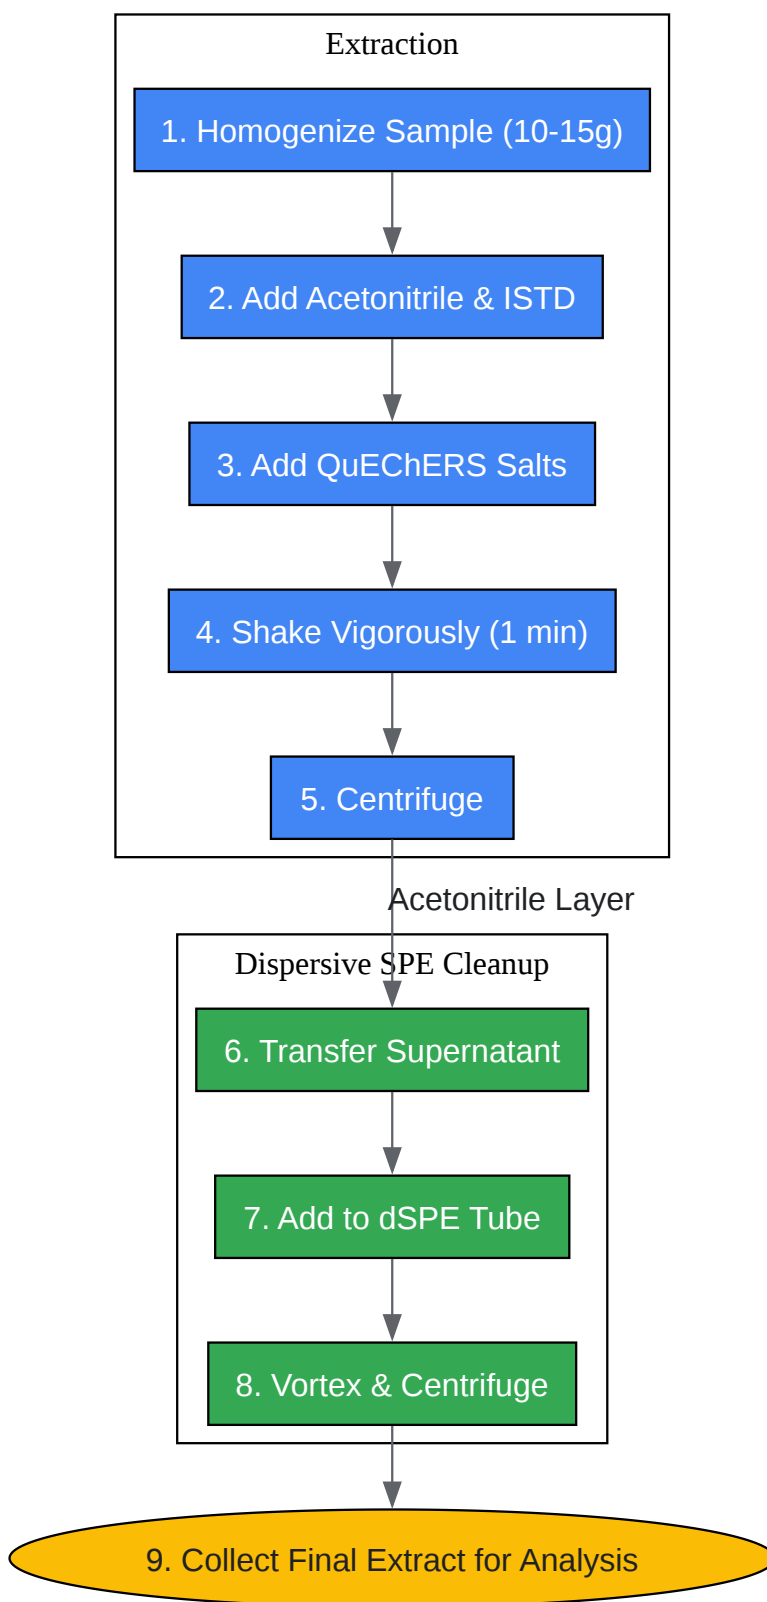 Extraction
1. Homogenize Sample (10-15g)
2. Add Acetonitrile & ISTD
3. Add QuEChERS Salts
4. Shake Vigorously (1 min)
5. Centrifuge
Acetonitrile Layer
Dispersive SPE Cleanup
6. Transfer Supernatant
7. Add to dSPE Tube
8. Vortex & Centrifuge
9. Collect Final Extract for Analysis